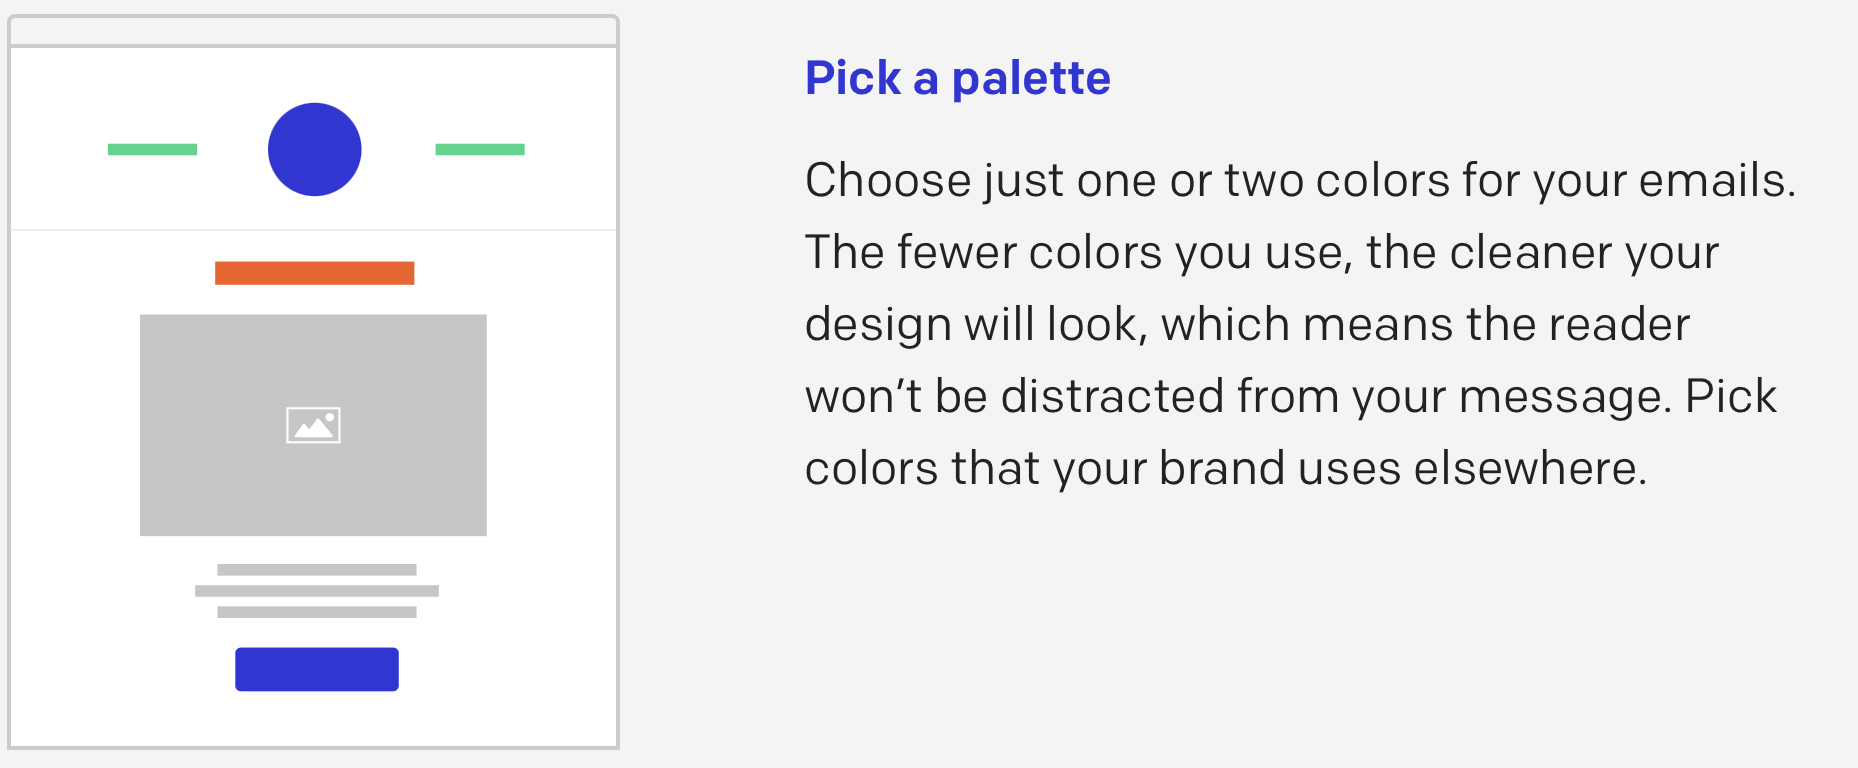 Pick a palette
Choose just one or two colors for your emails.
The fewer colors you use, the cleaner your
design will look, which means the reader
won’t be distracted from your message. Pick
colors that your brand uses elsewhere.